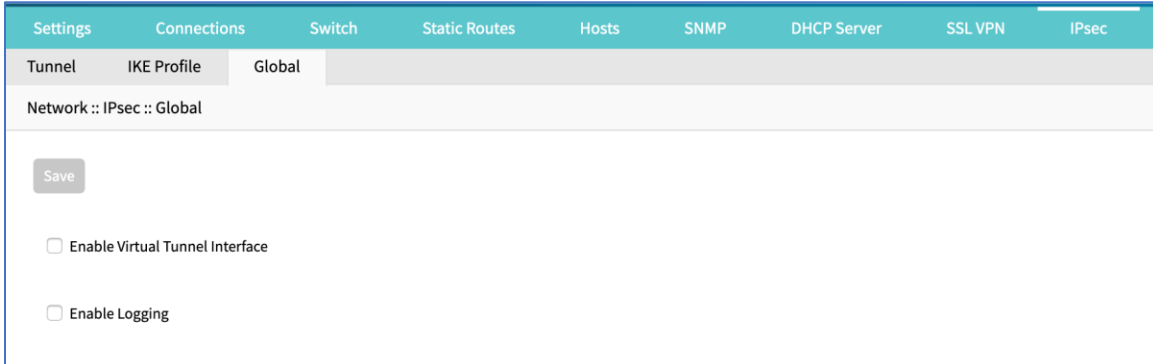 Settings Connections Switch Static Routes Hosts SNMP DHCP Server SSL VPN IPsec
Tunnel IKE Profile Global
Network :: IPsec :: Global
Save
Enable Virtual Tunnel Interface
Enable Logging